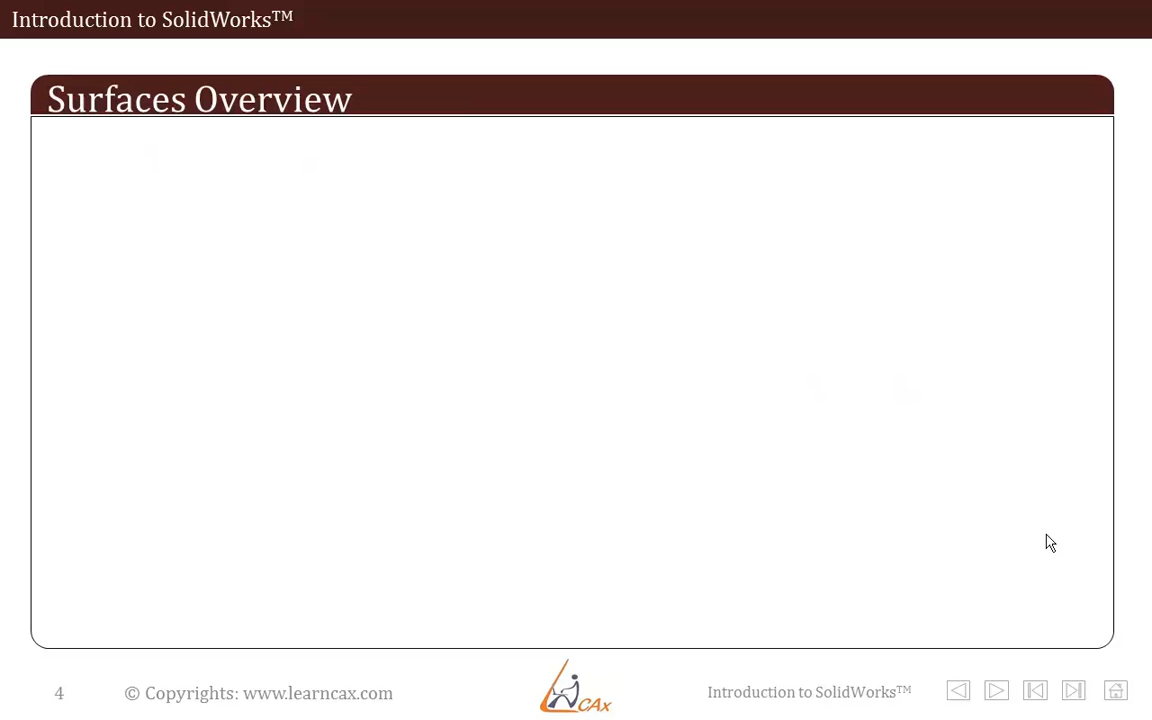 Introduction to SolidWorks™
Surfaces Overview
4
© Copyrights: www.learncax.com
CAx
Introduction to SolidWorks™